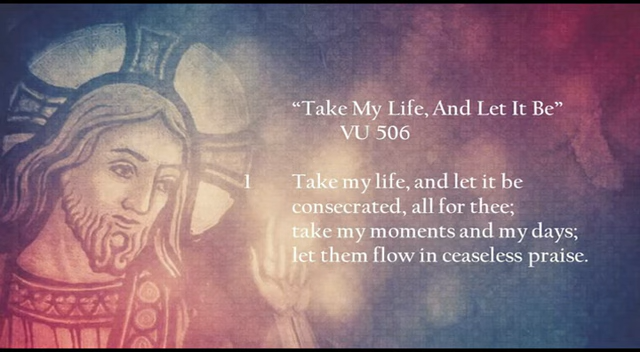 “Take My Life, And Let It Be”
VU 506
1 Take my life, and let it be
consecrated, all for thee;
take my moments and my days;
let them flow in ceaseless praise.